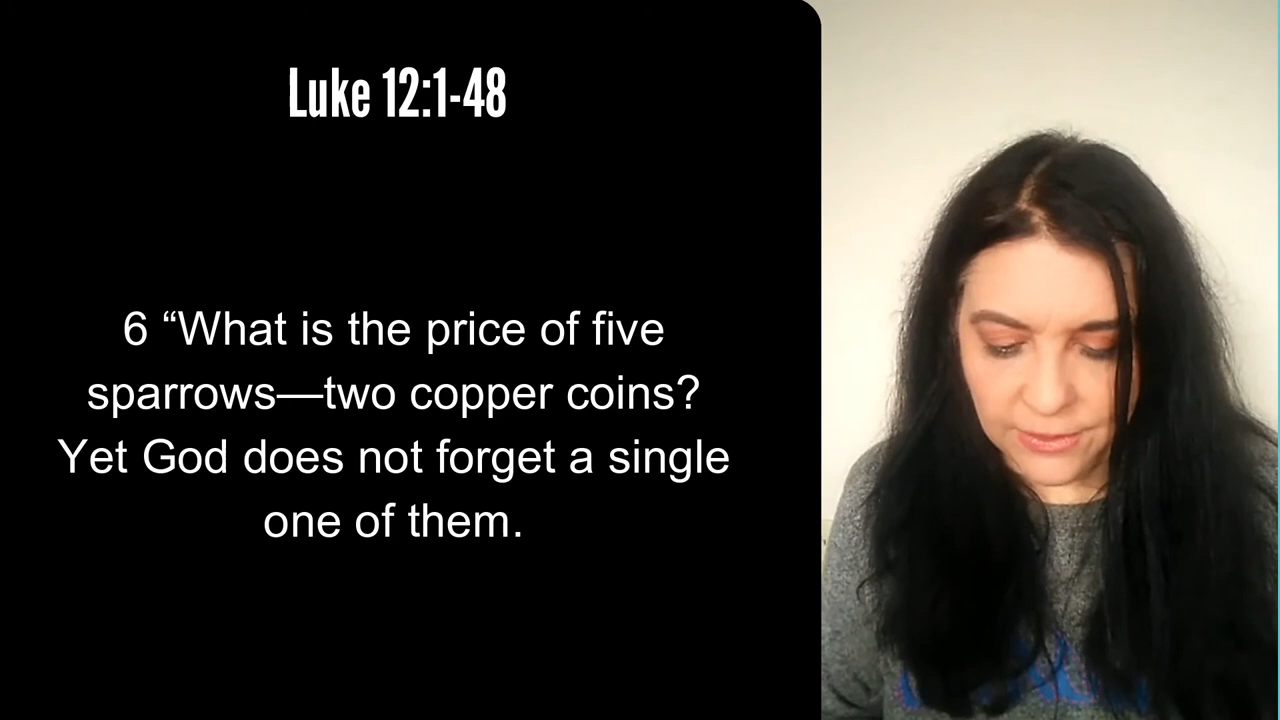 Luke 12:1-48
6 “What is the price of five
sparrows—two copper coins?
Yet God does not forget a single
one of them.